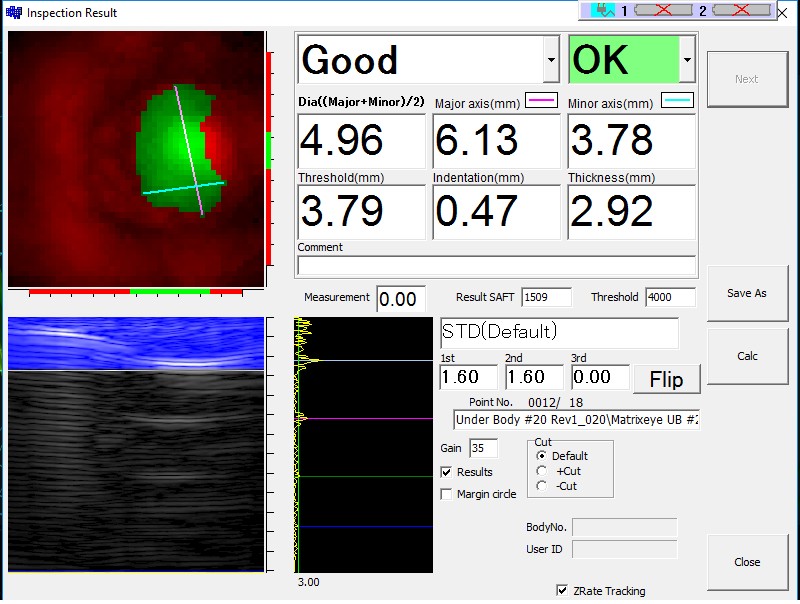 Inspection Result
1 2
Good OK
Next
Dia((Major+Minor)/2) Major axis(mm) Minor axis(mm)
4.96 6.13 3.78
Threshold(mm) Indentation(mm) Thickness(mm)
3.79 0.47 2.92
Comment
Measurement 0.00 Result SAFT 1509 Threshold 4000
Save As
STD(Default)
1st 2nd 3rd
1.60 1.60 0.00 Flip
Calc
Point No. 0012/ 18
Under Body #20 Rev1_020\Matrixeye UB #2
Gain 35
Cut
Default
+Cut
-Cut
Results
Margin circle
BodyNo.
User ID
Close
3.00
ZRate Tracking